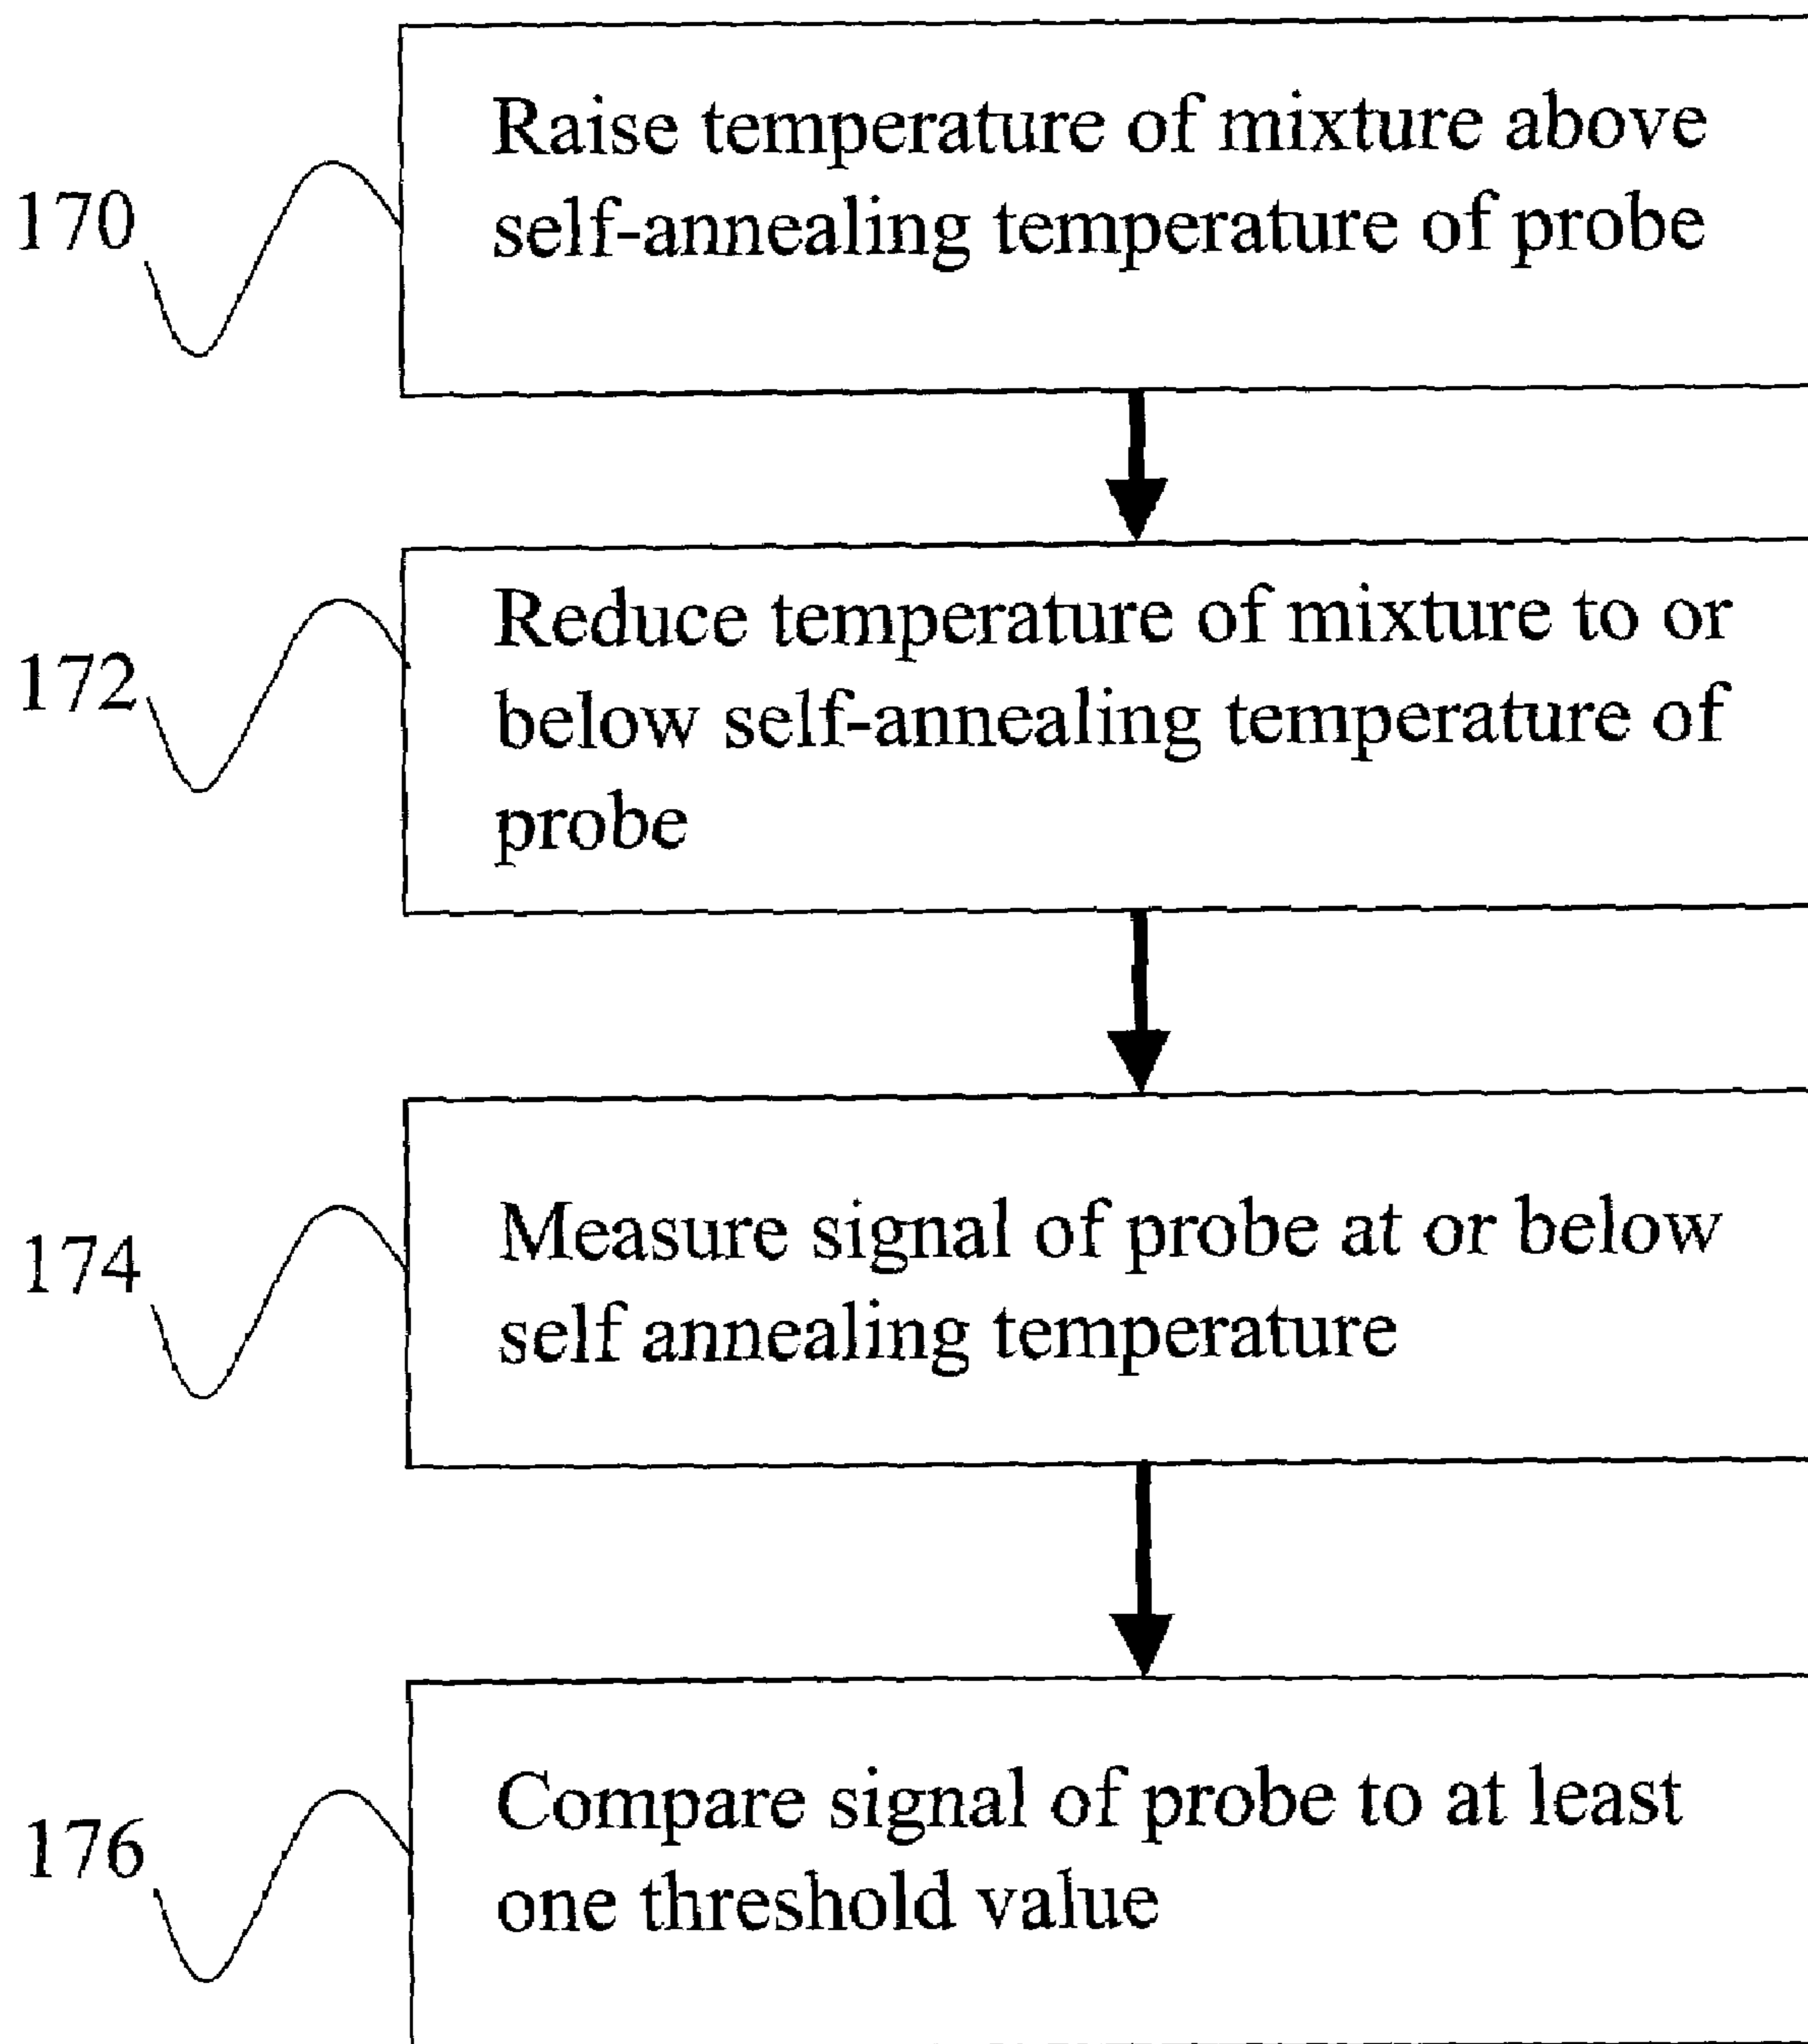 170
Raise temperature of mixture above
self-annealing temperature of probe
172
Reduce temperature of mixture to or
below self-annealing temperature of
probe
174
Measure signal of probe at or below
self annealing temperature
176
Compare signal of probe to at least
one threshold value